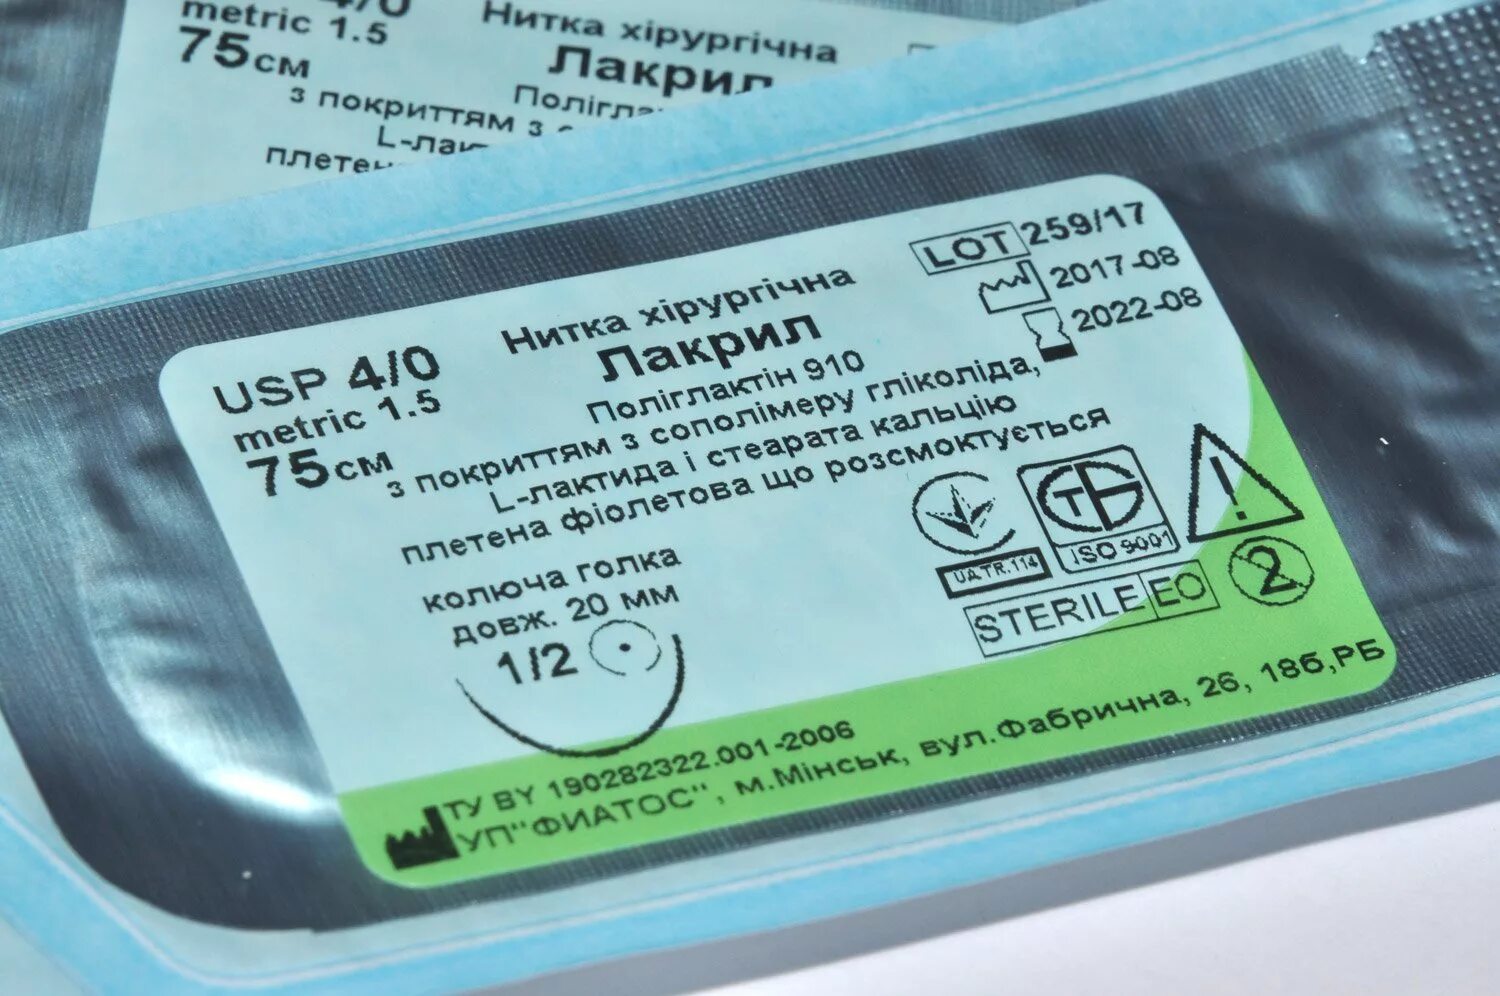 4/0
metric 1.5
75см
Нитка хірургічна
Лакрил
з покриттям з
USP 4/0
metric 1.5
75см
Нитка хірургічна
Лакрил
Поліглактін 910
з покриттям з сополімеру гліколіда,
L-лактида і стеарата кальцію
плетена фіолетова що розсмоктується
LOT 259/17
2017-08
2022-08
колюча голка
довж. 20 мм
1/2
UA.TR.114
СТБ
ISO 9001
STERILE EO
2
ТУ BY 190282322.001-2006
УП"ФИАТОС", м.Мінськ, вул.Фабрична, 26, 18б,РБ